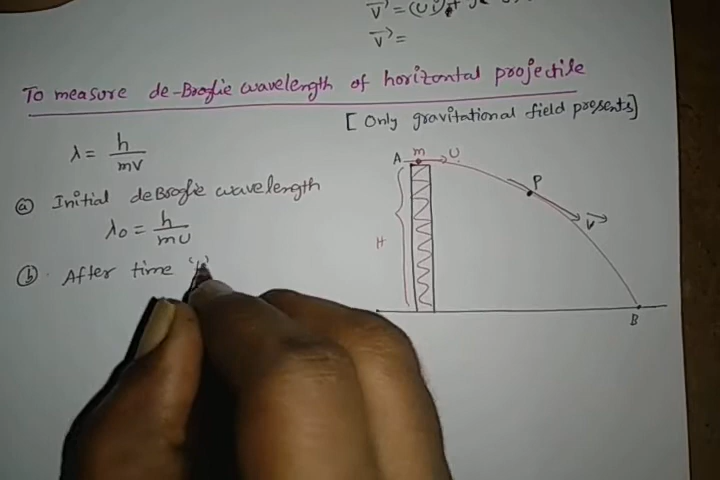 V⃗ = (U î) +
V⃗ =
To measure de-Broglie wavelength of horizontal projectile
[ Only gravitational field presents]
λ = h/mv
(a) Initial deBroglie wavelength
λ₀ = h/mU
(b) After time 't'
A m U
P
V⃗
H
B